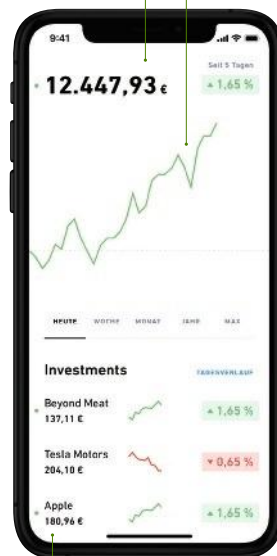 9:41
Seit 5 Tagen
12.447,93 €
▲ 1,65 %
HEUTE WOCHE MONAT JAHR MAX
Investments
TAGESVERLAUF
Beyond Meat
137,11 €
▲ 1,65 %
Tesla Motors
204,10 €
▼ 0,65 %
Apple
180,96 €
▲ 1,65 %